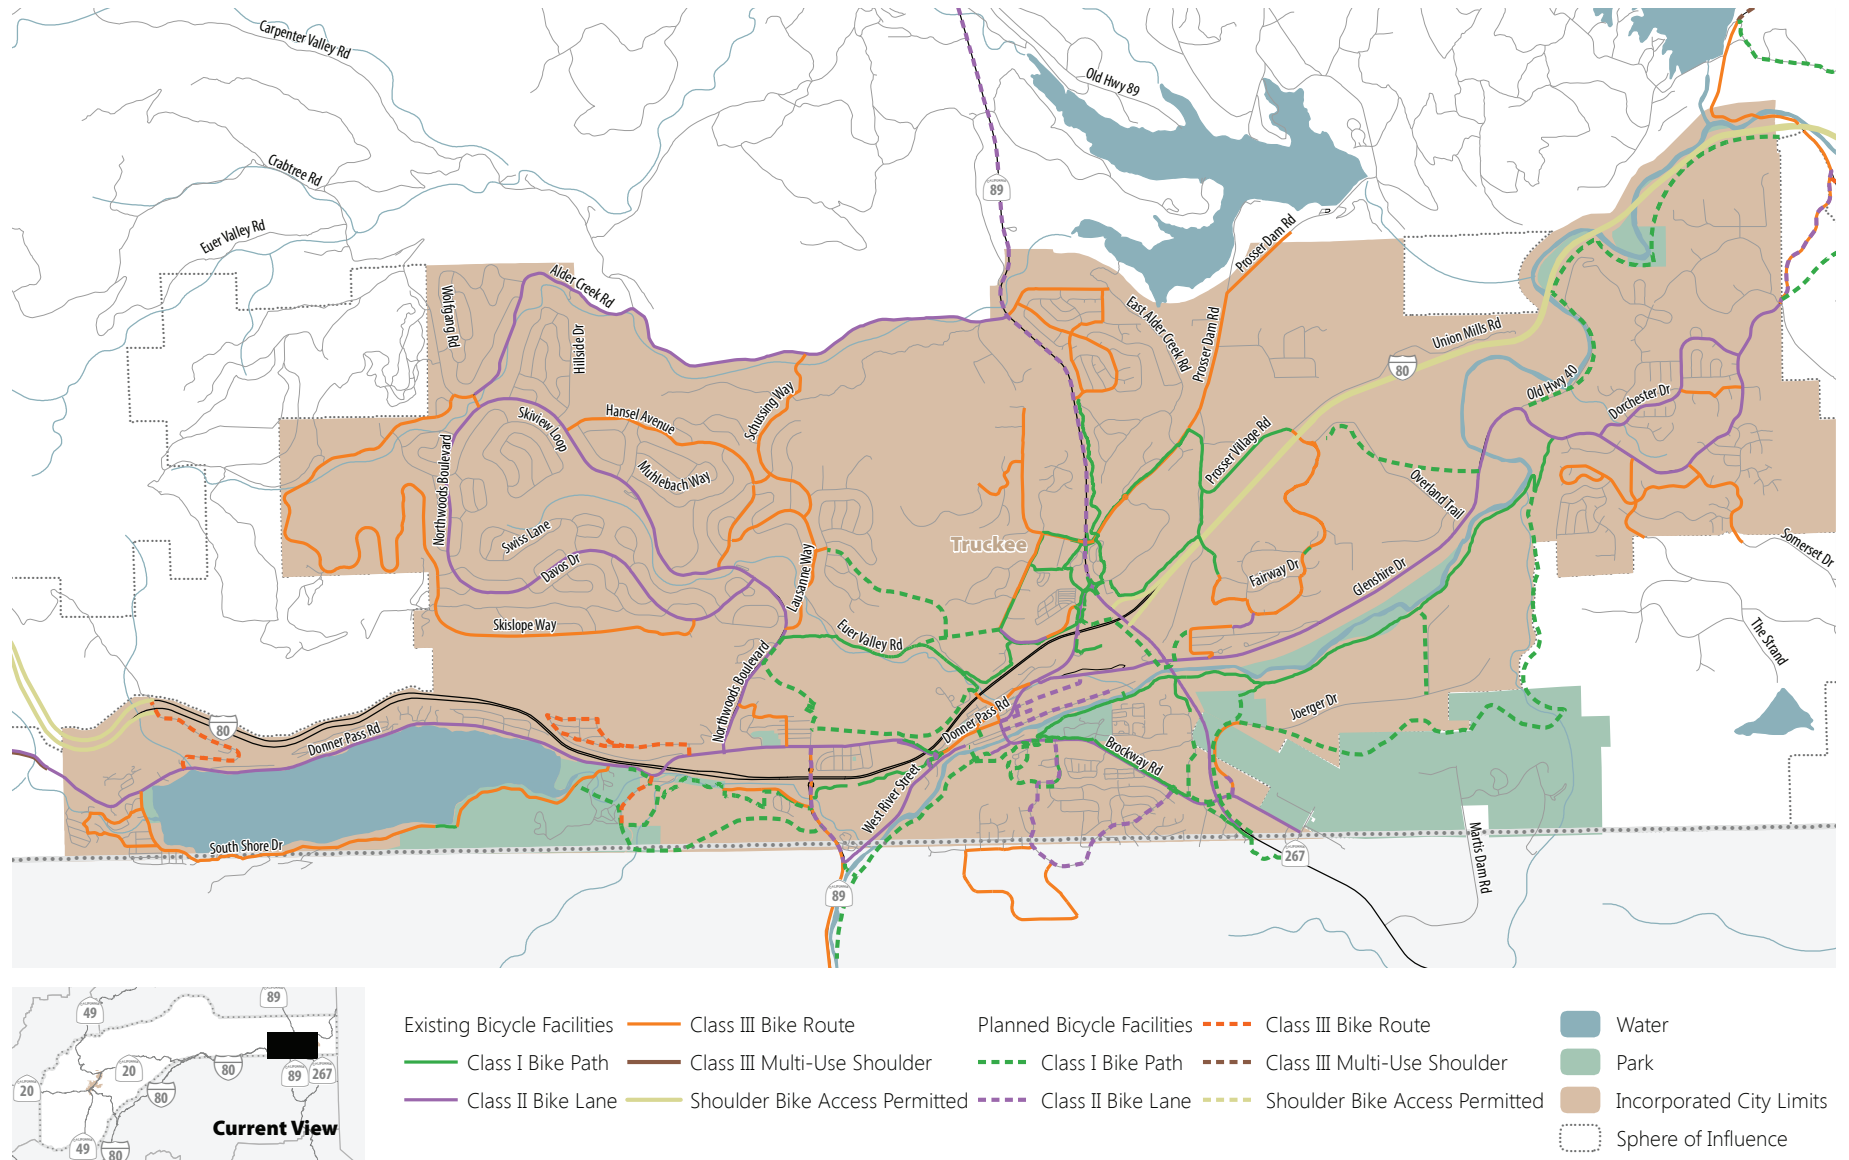 Carpenter Valley Rd
Old Hwy 89
Crabtree Rd
89
Euer Valley Rd
Prosser Dam Rd
Alder Creek Rd
Wolfgang Rd
Hillside Dr
East Alder Creek Rd
Prosser Dam Rd
Union Mills Rd
80
Old Hwy 40
Dorchester Dr
Schussing Way
Hansel Avenue
Skiview Loop
Muhlebach Way
Northwoods Boulevard
Prosser Village Rd
Overland Trail
Swiss Lane
Truckee
Davos Dr
Lausanne Way
Fairway Dr
Glenshire Dr
Somerset Dr
Skislope Way
Euer Valley Rd
The Strand
Northwoods Boulevard
Joerger Dr
80
Donner Pass Rd
Donner Pass Rd
Brockway Rd
West River Street
South Shore Dr
Martis Dam Rd
CALIFORNIA
267
CALIFORNIA
89
89
49
20
80
89
267
20
80
49
80
Current View
Existing Bicycle Facilities
Class I Bike Path
Class II Bike Lane
Class III Bike Route
Class III Multi-Use Shoulder
Shoulder Bike Access Permitted
Planned Bicycle Facilities
Class I Bike Path
Class II Bike Lane
Class III Bike Route
Class III Multi-Use Shoulder
Shoulder Bike Access Permitted
Water
Park
Incorporated City Limits
Sphere of Influence